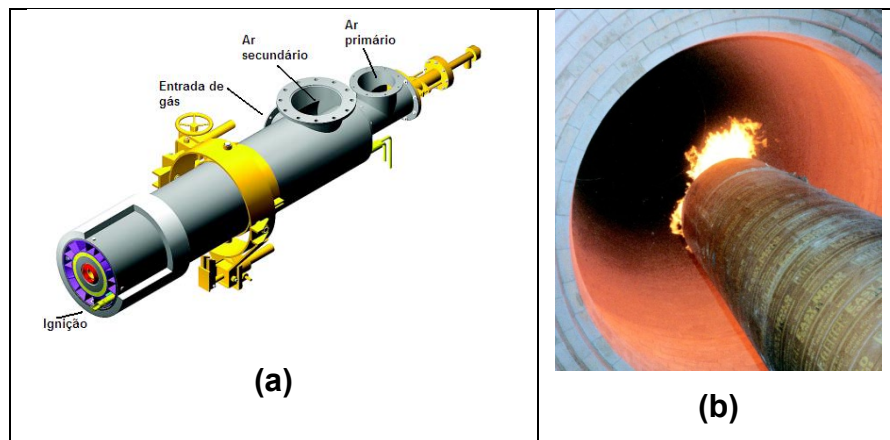 Ar
secundário
Ar
primário
Entrada de
gás
Ignição
(a)
(b)